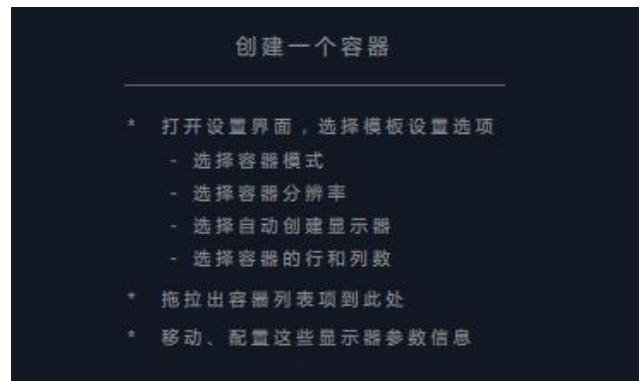 创建一个容器
* 打开设置界面，选择模板设置选项
- 选择容器模式
- 选择容器分辨率
- 选择自动创建显示器
- 选择容器的行和列数
* 拖拉出容器列表项到此处
* 移动、配置这些显示器参数信息